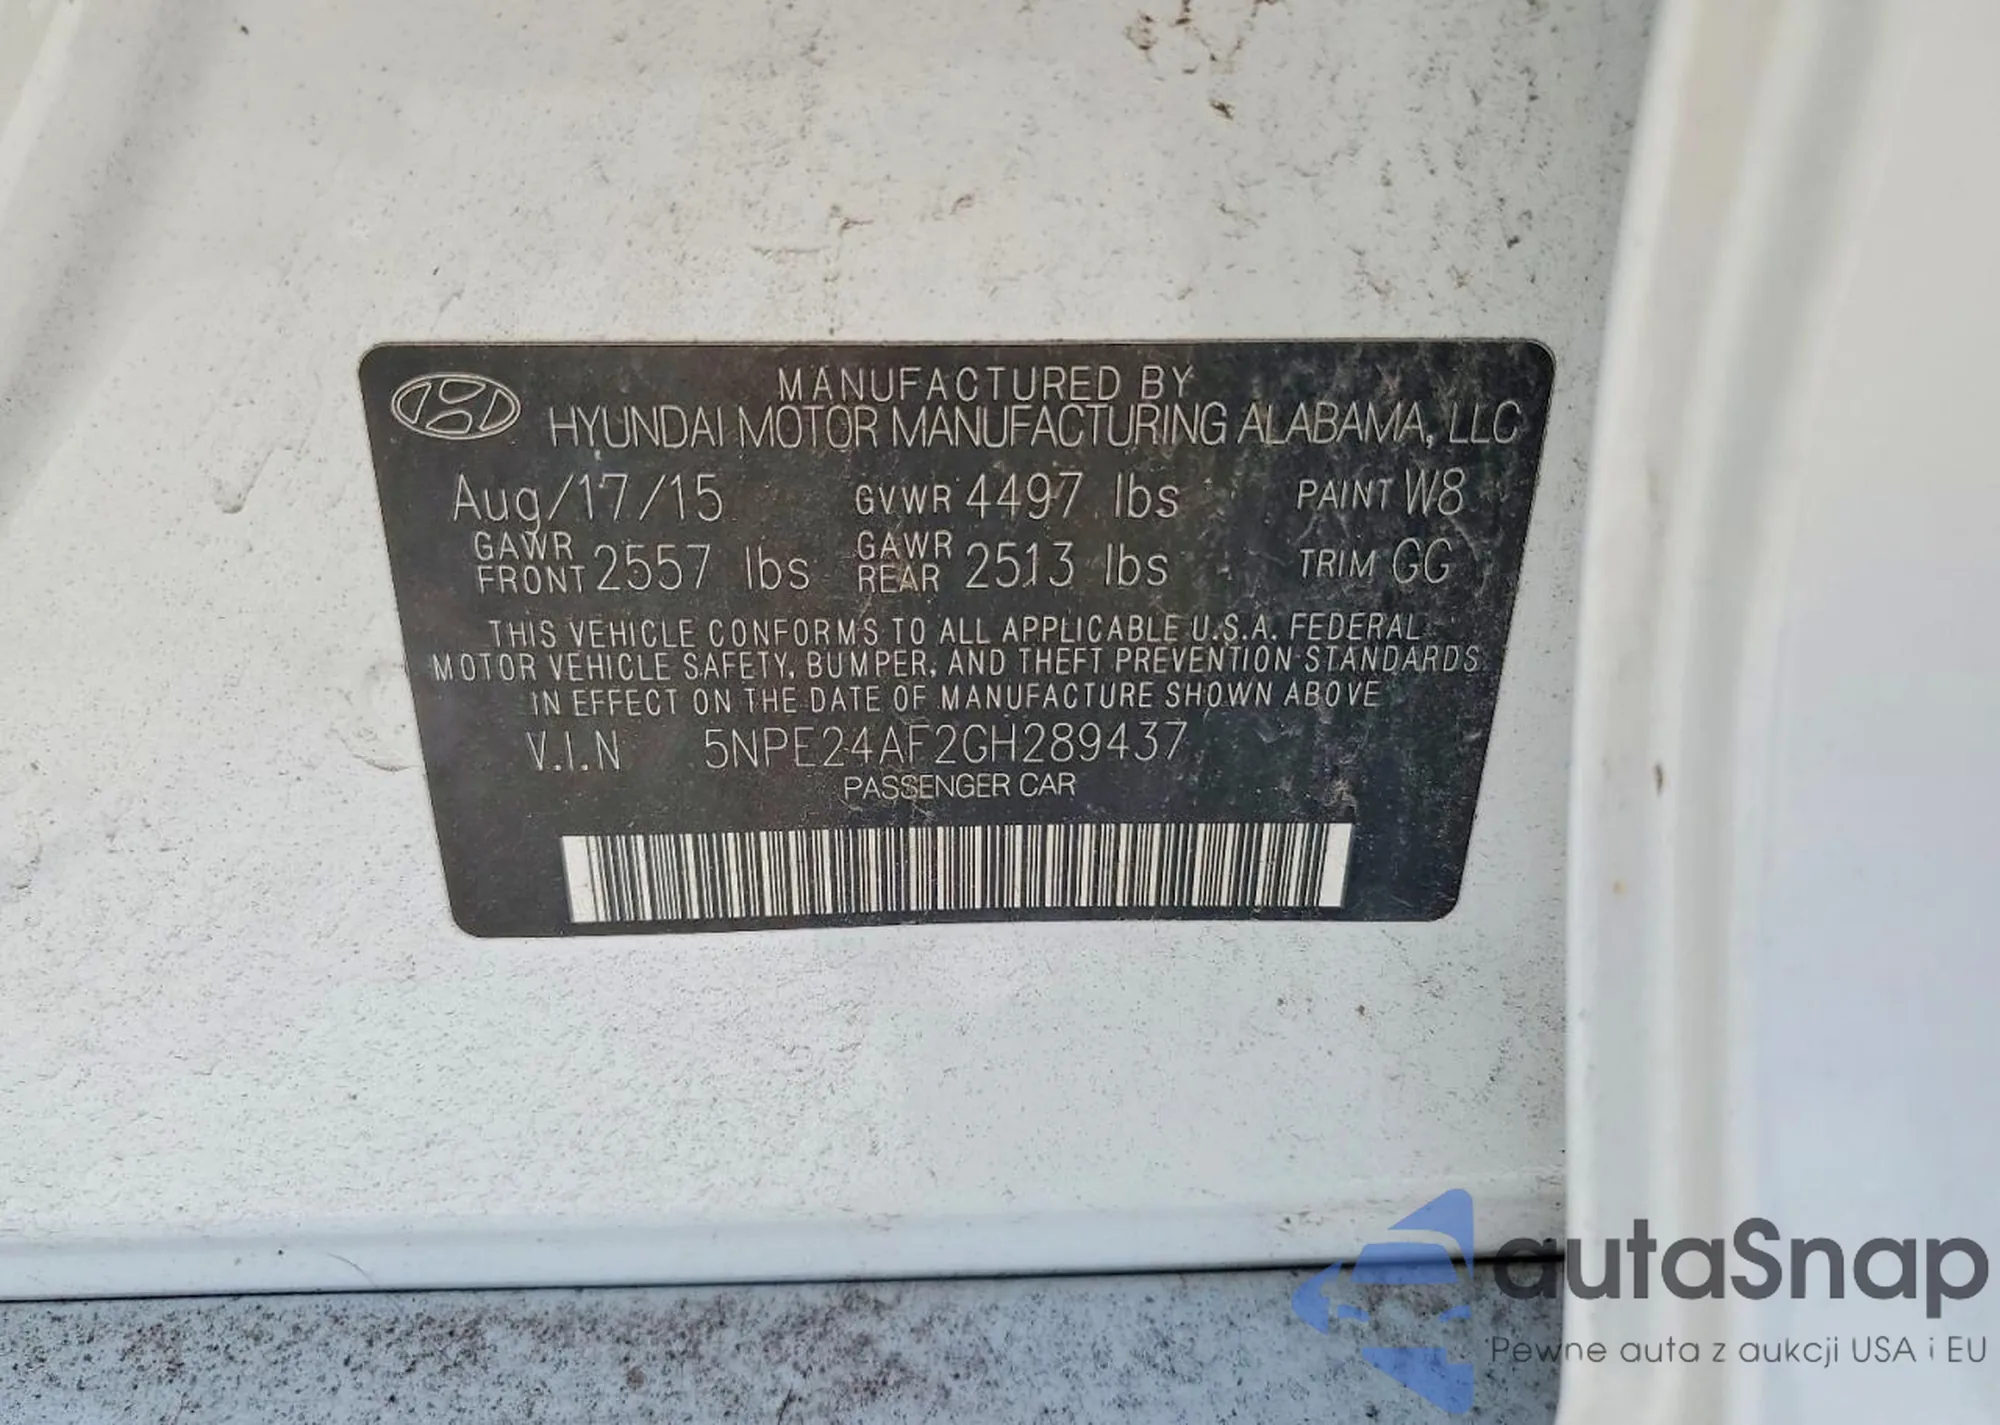 MANUFACTURED BY
HYUNDAI MOTOR MANUFACTURING ALABAMA, LLC
Aug/17/15 GVWR 4497 lbs PAINT W8
GAWR FRONT 2557 lbs GAWR REAR 2513 lbs TRIM GG
THIS VEHICLE CONFORMS TO ALL APPLICABLE U.S.A. FEDERAL
MOTOR VEHICLE SAFETY, BUMPER, AND THEFT PREVENTION STANDARDS
IN EFFECT ON THE DATE OF MANUFACTURE SHOWN ABOVE
V.I.N 5NPE24AF2GH289437
PASSENGER CAR
autaSnap
Pewne auta z aukcji USA i EU